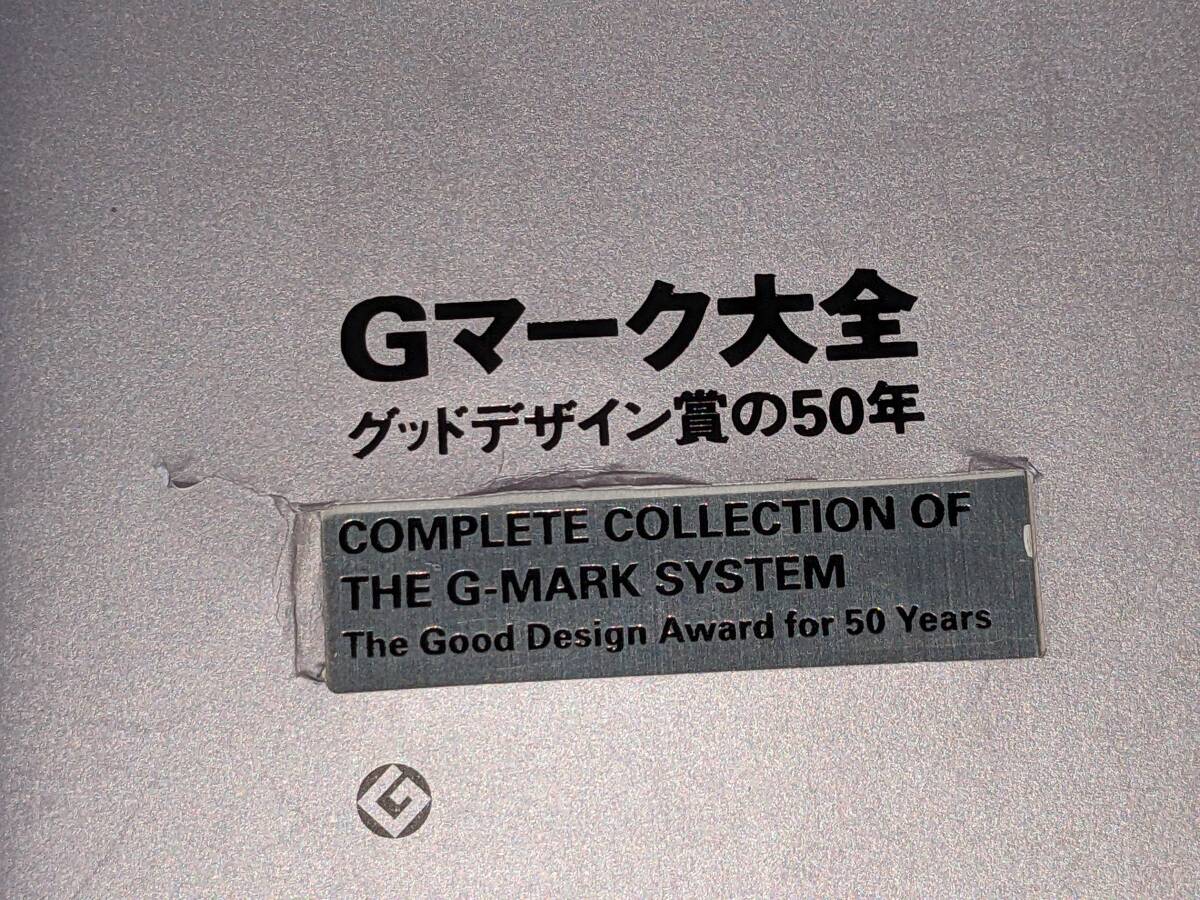 Gマーク大全
グッドデザイン賞の50年
COMPLETE COLLECTION OF
THE G-MARK SYSTEM
The Good Design Award for 50 Years
G